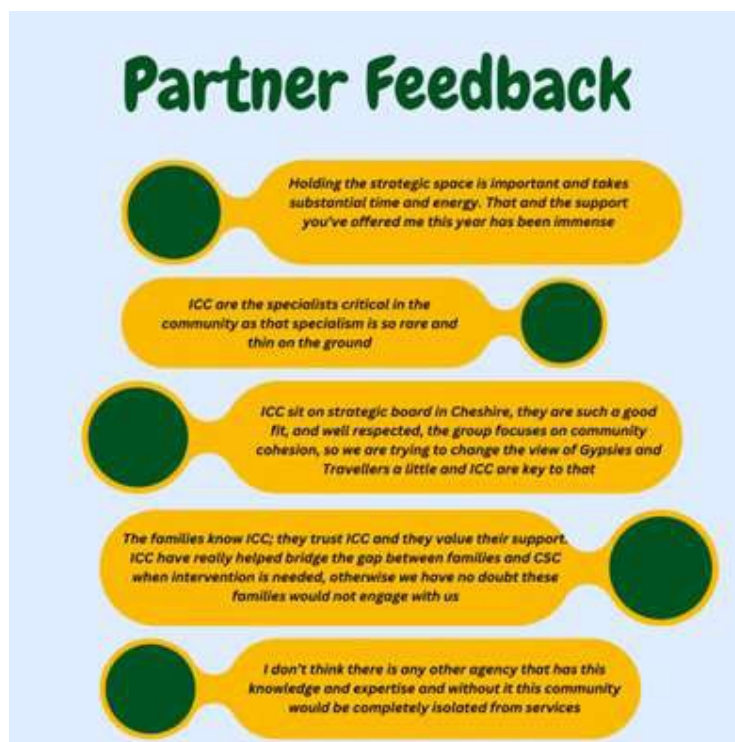 Partner Feedback
Holding the strategic space is important and takes
substantial time and energy. That and the support
you've offered me this year has been immense
ICC are the specialists critical in the
community as that specialism is so rare and
thin on the ground
ICC sit on strategic board in Cheshire, they are such a good
fit, and well respected, the group focuses on community
cohesion, so we are trying to change the view of Gypsies and
Travellers a little and ICC are key to that
The families know ICC; they trust ICC and they value their support.
ICC have really helped bridge the gap between families and CSC
when intervention is needed, otherwise we have no doubt these
families would not engage with us
I don't think there is any other agency that has this
knowledge and expertise and without it this community
would be completely isolated from services